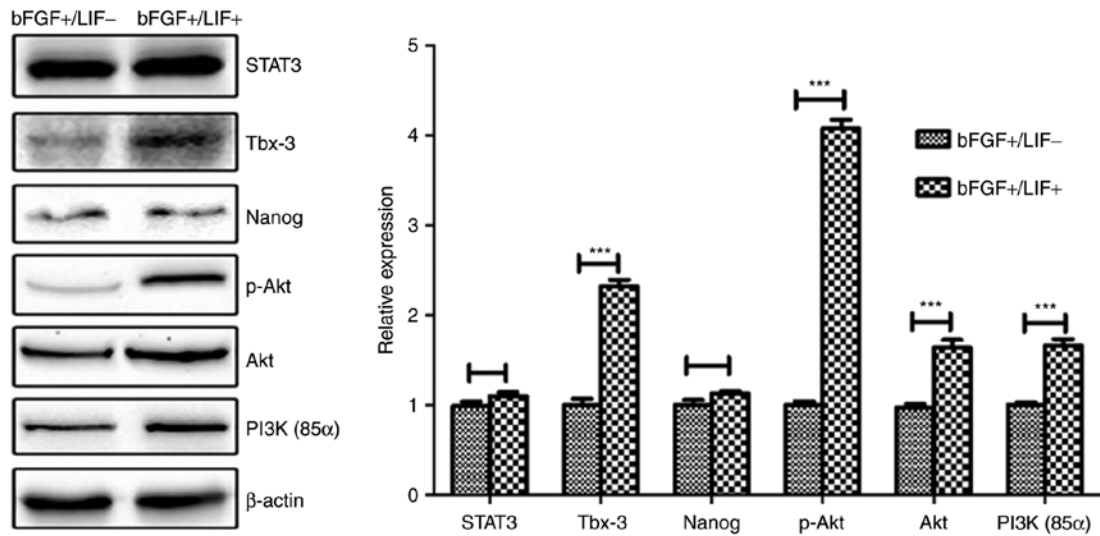 bFGF+/LIF− bFGF+/LIF+
STAT3
Tbx-3
Nanog
p-Akt
Akt
PI3K (85α)
β-actin
Relative expression
5
4
3
2
1
0
***
***
***
***
bFGF+/LIF−
bFGF+/LIF+
STAT3 Tbx-3 Nanog p-Akt Akt PI3K (85α)